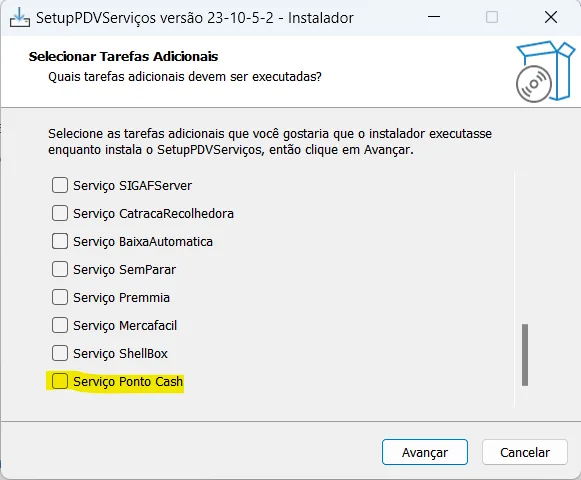 SetupPDVServiços versão 23-10-5-2 - Instalador
Selecionar Tarefas Adicionais
Quais tarefas adicionais devem ser executadas?
Selecione as tarefas adicionais que você gostaria que o instalador executasse
enquanto instala o SetupPDVServiços, então clique em Avançar.
Serviço SIGAFServer
Serviço CatracaRecolhedora
Serviço BaixaAutomatica
Serviço SemParar
Serviço Premmia
Serviço Mercafacil
Serviço ShellBox
Serviço Ponto Cash
Avançar
Cancelar